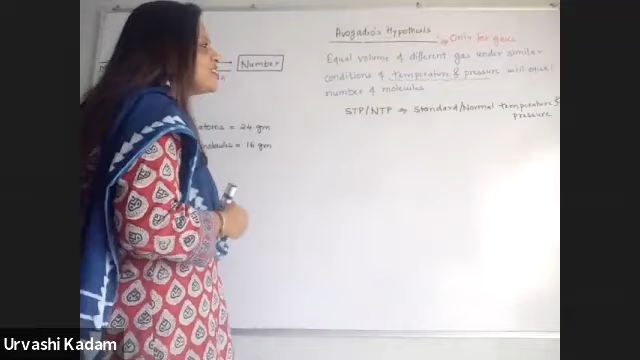 Number
atoms = 24 gm
molecules = 16 gm
Avogadro's Hypothesis
Only for gases
Equal volume of different gas under similar
conditions of temperature & pressure will equal
number of molecules
STP/NTP ⇒ Standard/Normal temperature &
pressure
Urvashi Kadam